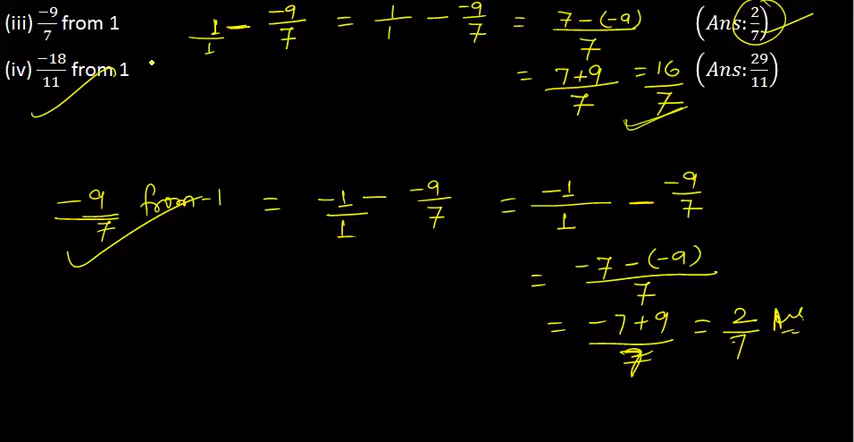 (iii) -9/7 from 1 1/1 - -9/7 = 1/1 - -9/7 = 7-(-9)/7 (Ans: 2/7)
(iv) -18/11 from 1 = 7+9/7 = 16/7 (Ans: 29/11)
-9/7 from -1 = -1/1 - -9/7 = -1/1 - -9/7
= -7-(-9)/7
= -7+9/7 = 2/7 Ans